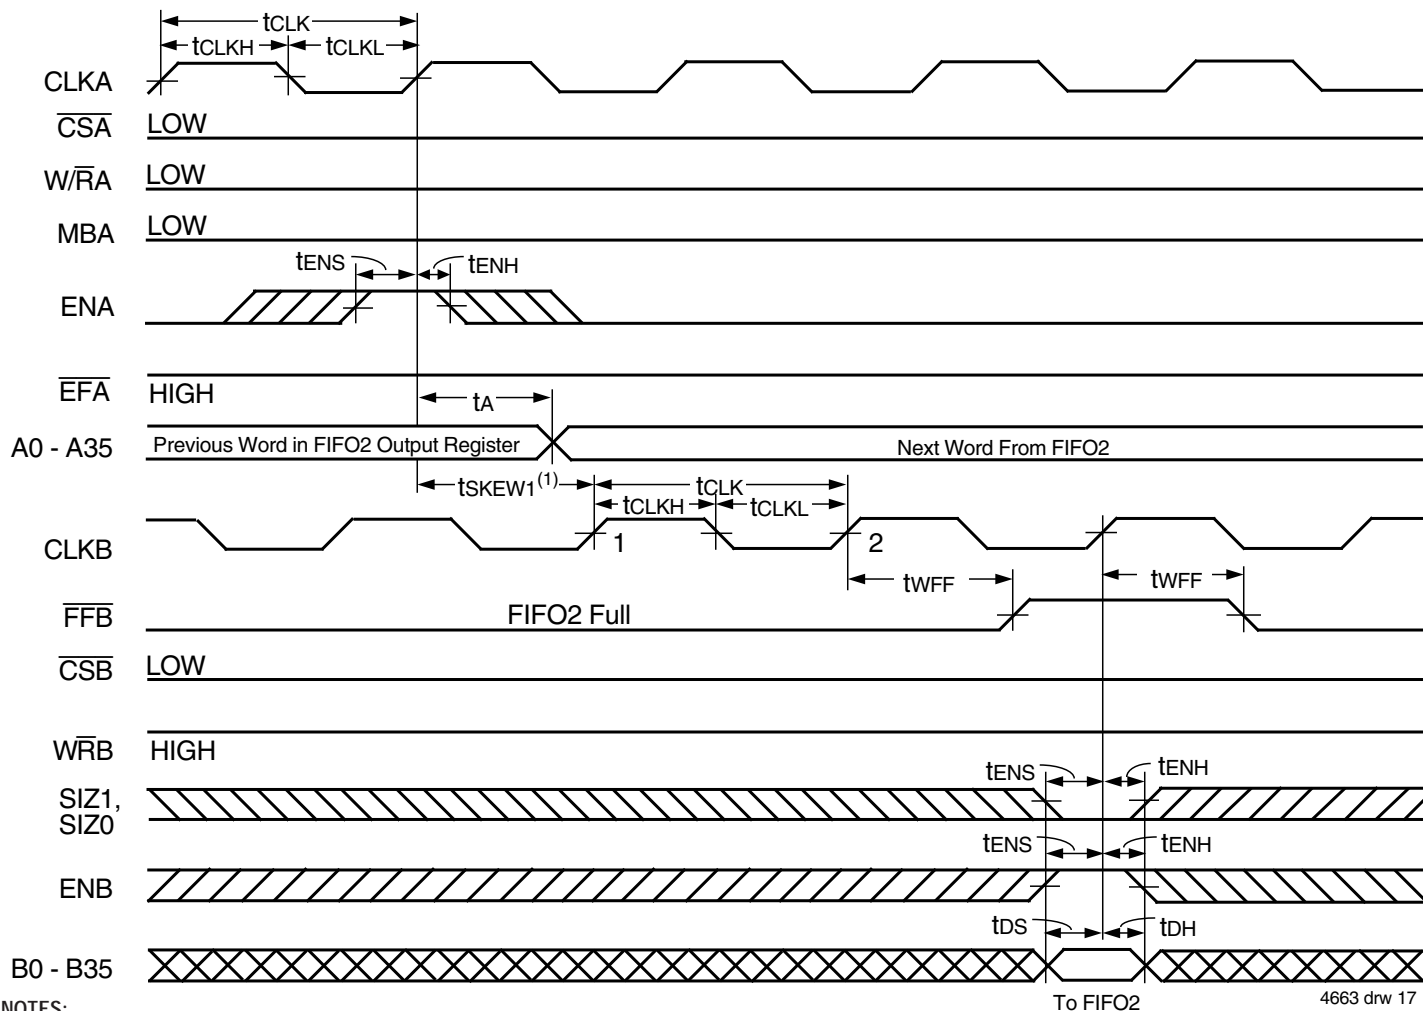 tCLK
tCLKH tCLKL
CLKA
CSA LOW
W/RA LOW
MBA LOW
tENS tENH
ENA
EFA HIGH
tA
A0 - A35 Previous Word in FIFO2 Output Register Next Word From FIFO2
tSKEW1(1) tCLK
tCLKH tCLKL
CLKB 1 2
tWFF tWFF
FFB FIFO2 Full
CSB LOW
WRB HIGH
tENS tENH
SIZ1,
SIZ0
tENS tENH
ENB
tDS tDH
B0 - B35
To FIFO2 4663 drw 17
NOTES: